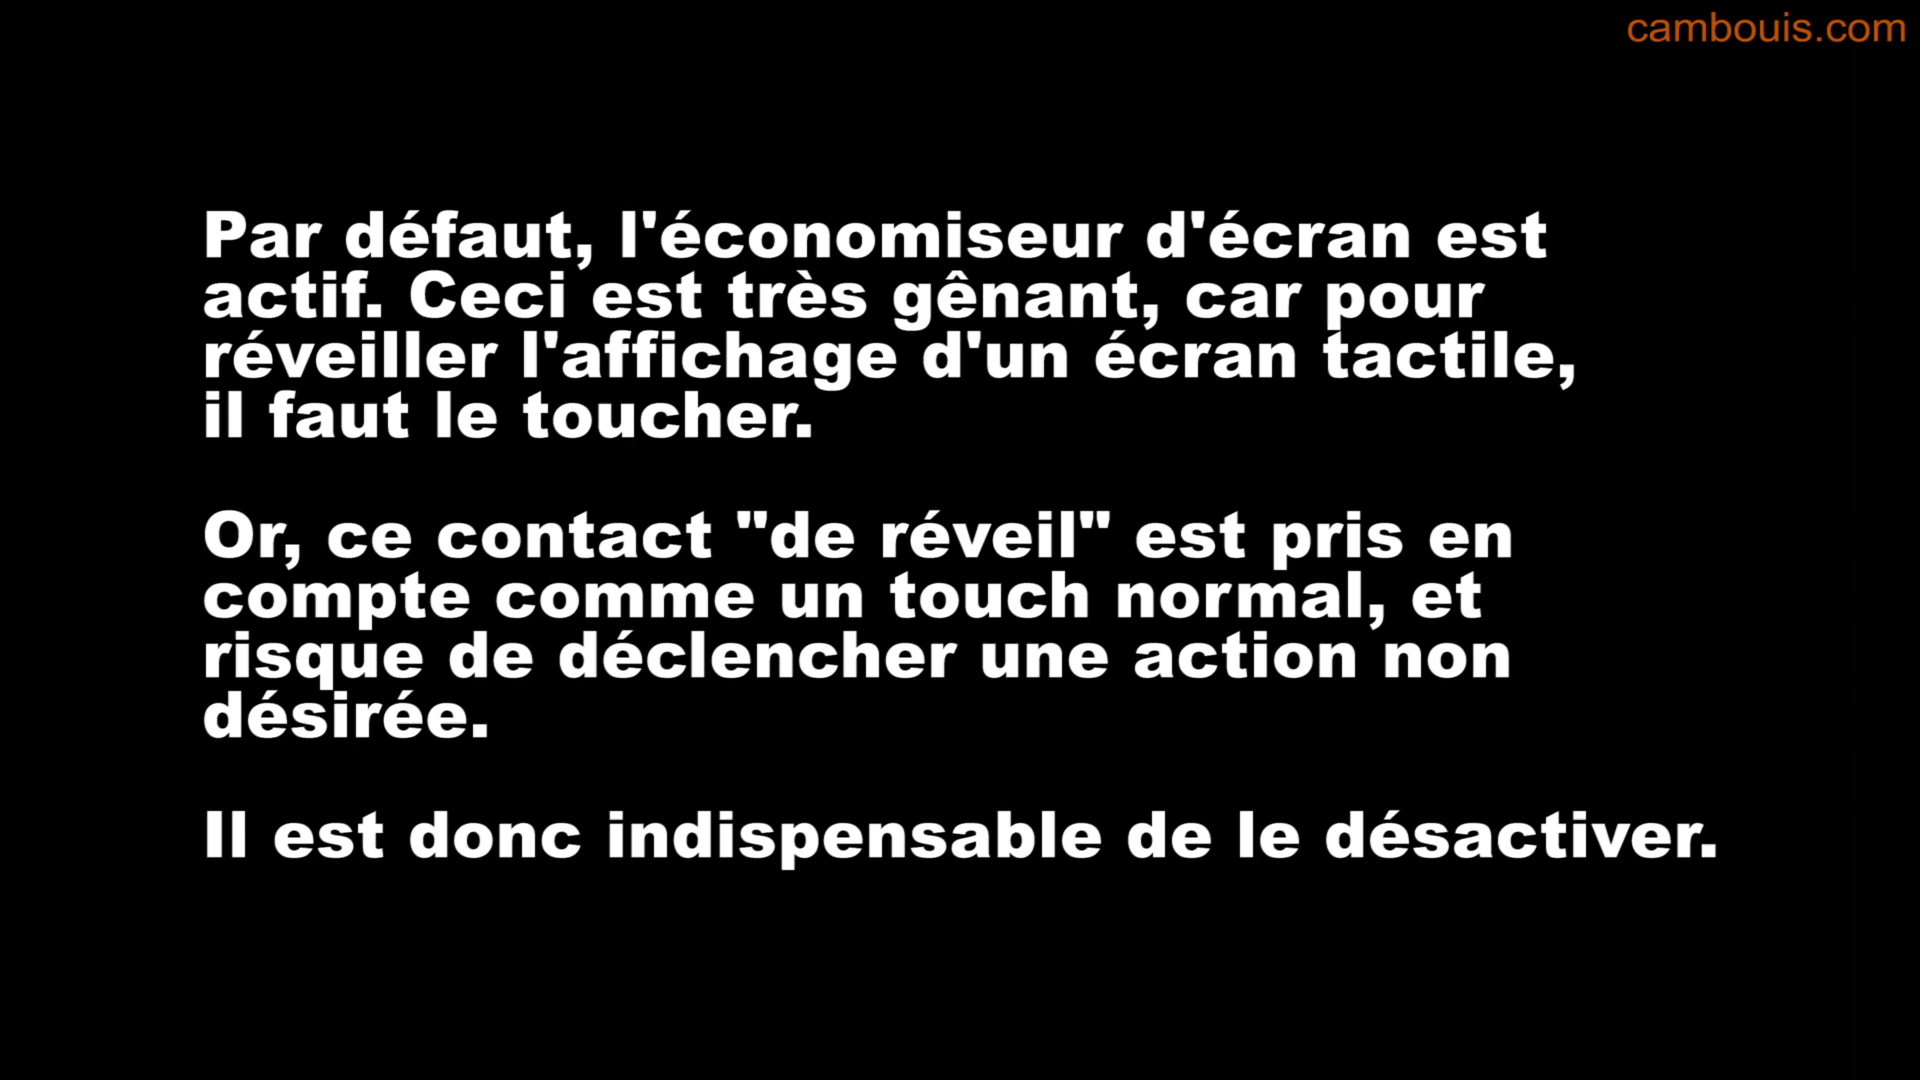 cambouis.com
Par défaut, l'économiseur d'écran est
actif. Ceci est très gênant, car pour
réveiller l'affichage d'un écran tactile,
il faut le toucher.
Or, ce contact "de réveil" est pris en
compte comme un touch normal, et
risque de déclencher une action non
désirée.
Il est donc indispensable de le désactiver.